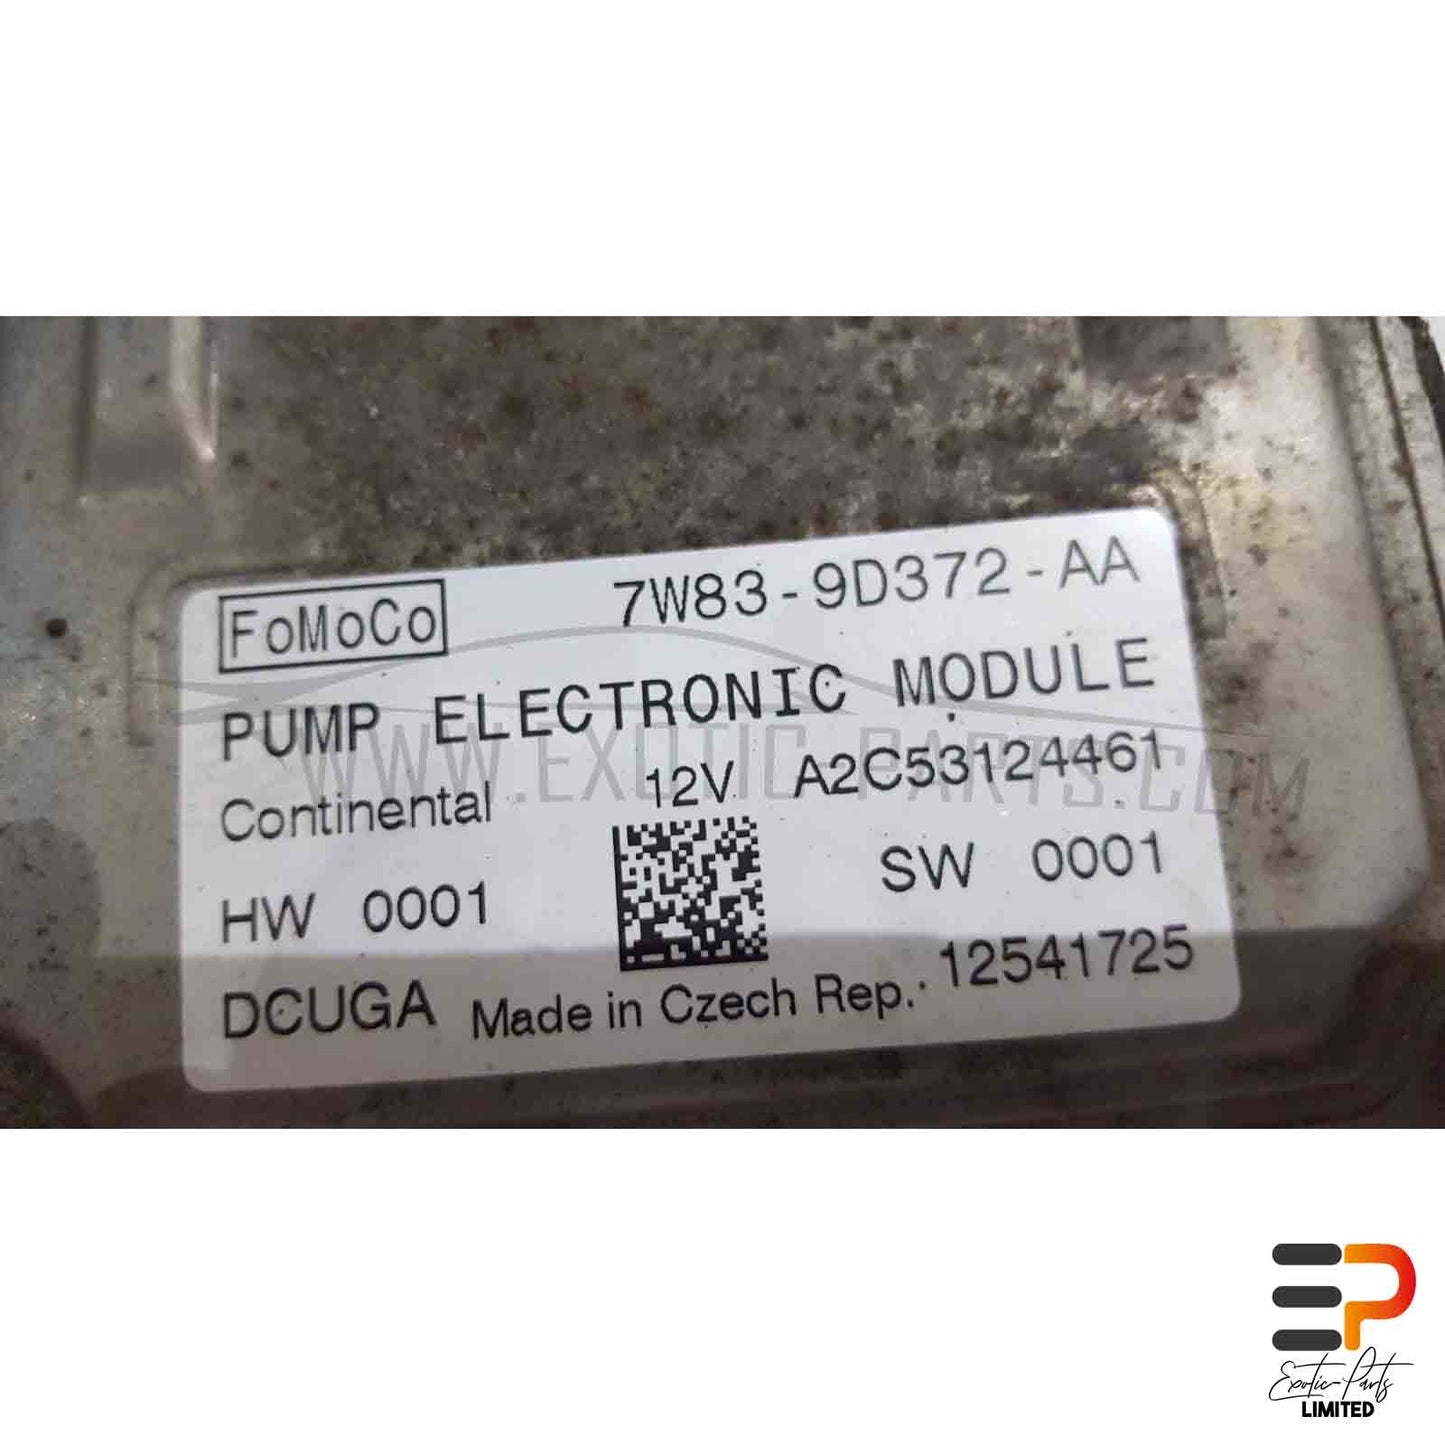 FoMoCo 7W83-9D372-AA
PUMP ELECTRONIC MODULE
Continental 12V A2C53124461
WWW.EXOTIC-PARTS.COM
HW 0001 SW 0001
DCUGA Made in Czech Rep. 12541725
EP
Exotic-Parts
LIMITED